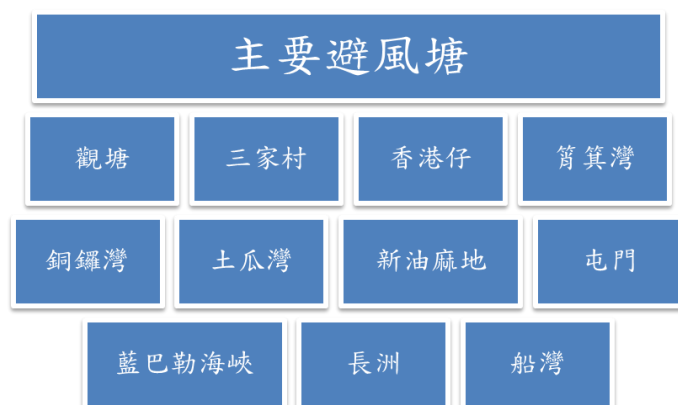 主要避風塘
觀塘 三家村 香港仔 筲箕灣
銅鑼灣 土瓜灣 新油麻地 屯門
藍巴勒海峽 長洲 船灣